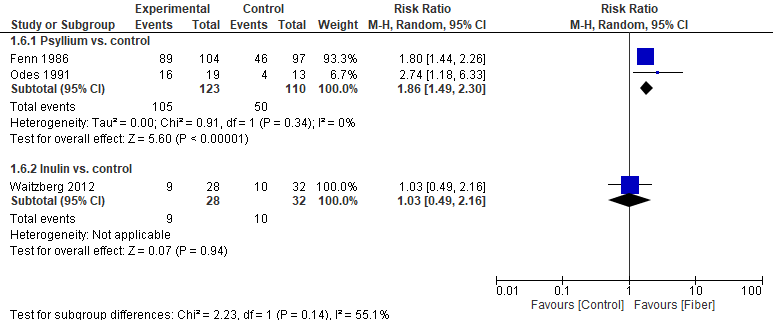 Experimental Control Risk Ratio Risk Ratio
Study or Subgroup Events Total Events Total Weight M-H, Random, 95% CI M-H, Random, 95% CI
1.6.1 Psyllium vs. control
Fenn 1986 89 104 46 97 93.3% 1.80 [1.44, 2.26]
Odes 1991 16 19 4 13 6.7% 2.74 [1.18, 6.33]
Subtotal (95% CI) 123 110 100.0% 1.86 [1.49, 2.30]
Total events 105 50
Heterogeneity: Tau² = 0.00; Chi² = 0.91, df = 1 (P = 0.34); I² = 0%
Test for overall effect: Z = 5.60 (P < 0.00001)
1.6.2 Inulin vs. control
Waitzberg 2012 9 28 10 32 100.0% 1.03 [0.49, 2.16]
Subtotal (95% CI) 28 32 100.0% 1.03 [0.49, 2.16]
Total events 9 10
Heterogeneity: Not applicable
Test for overall effect: Z = 0.07 (P = 0.94)
0.01 0.1 1 10 100
Favours [Control] Favours [Fiber]
Test for subgroup differences: Chi² = 2.23, df = 1 (P = 0.14), I² = 55.1%